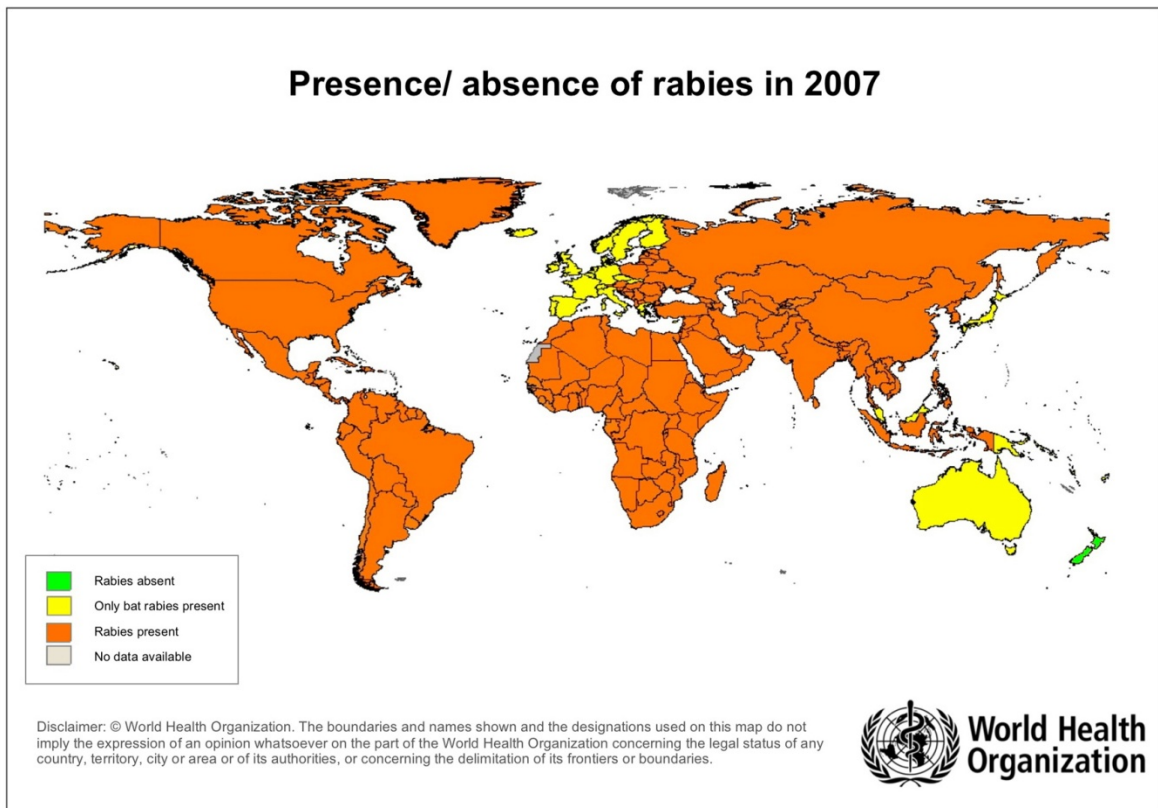 Presence/ absence of rabies in 2007
Rabies absent
Only bat rabies present
Rabies present
No data available
Disclaimer: © World Health Organization. The boundaries and names shown and the designations used on this map do not
imply the expression of an opinion whatsoever on the part of the World Health Organization concerning the legal status of any
country, territory, city or area or of its authorities, or concerning the delimitation of its frontiers or boundaries.
World Health
Organization